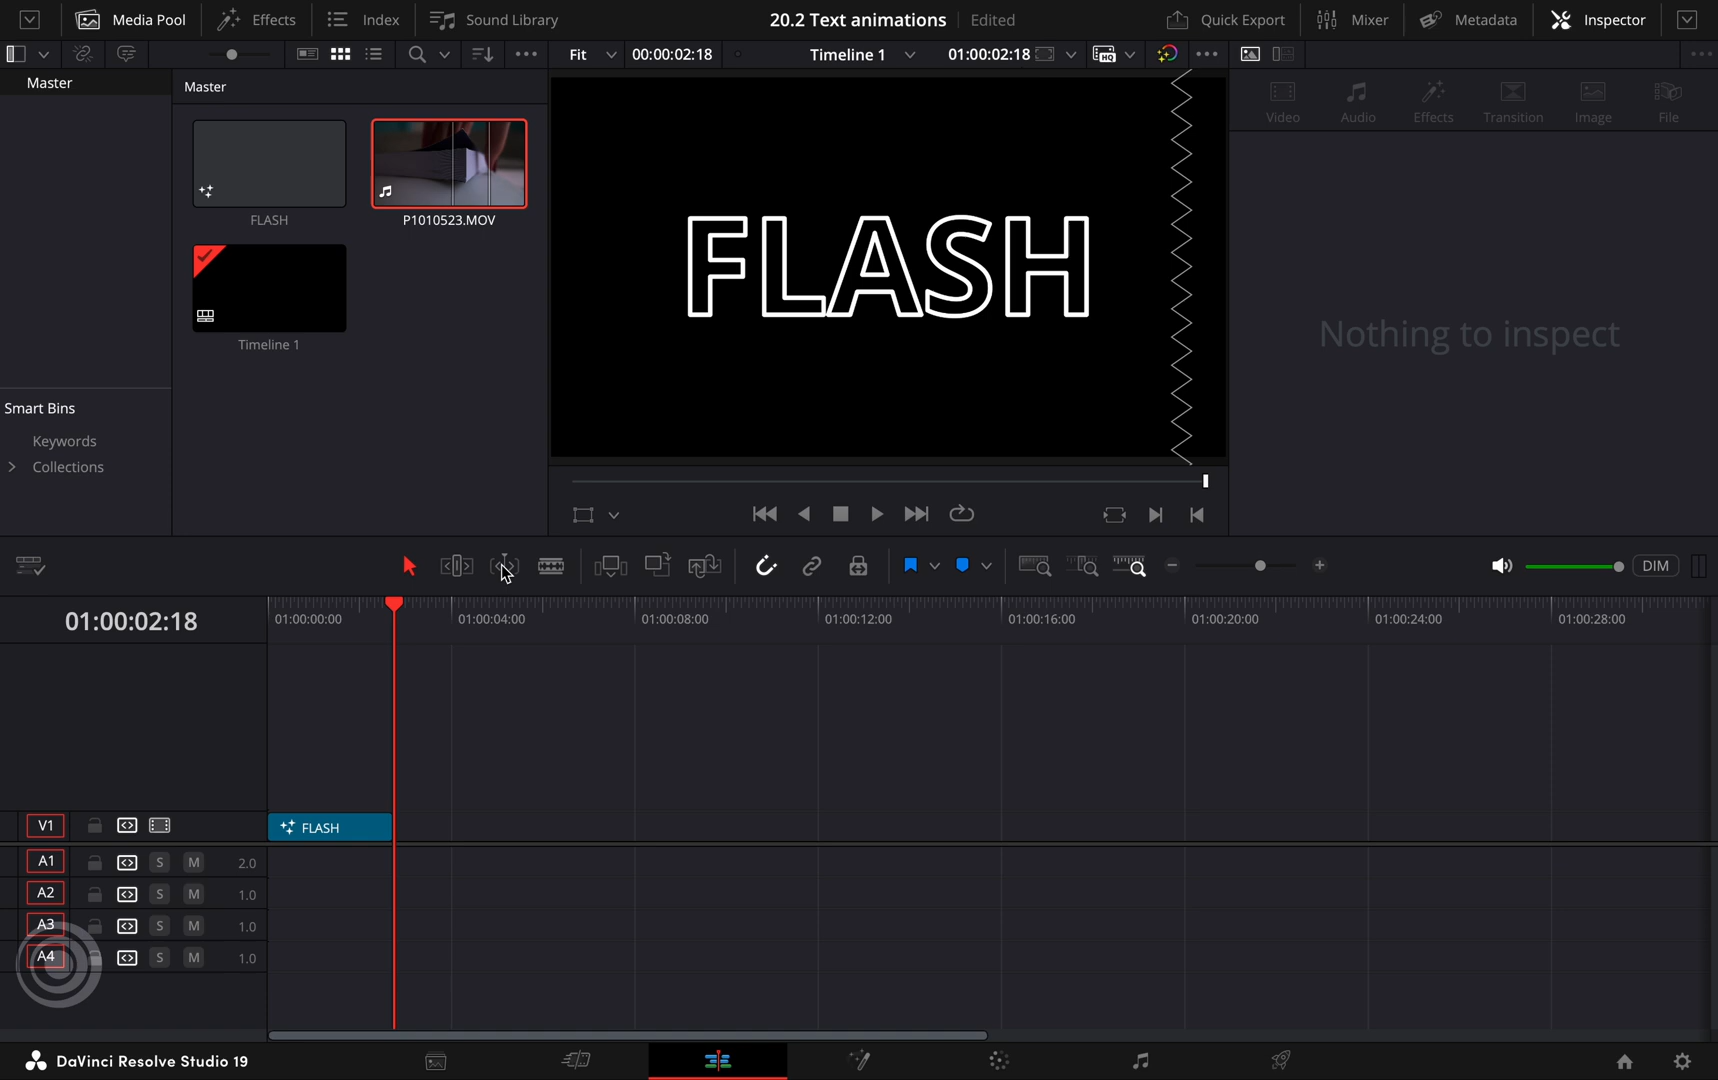 Media Pool
Effects
Index
Sound Library
20.2 Text animations
Edited
Quick Export
Mixer
Metadata
Inspector
Fit
00:00:02:18
Timeline 1
01:00:02:18
HQ
Master
Master
FLASH
P1010523.MOV
Timeline 1
Smart Bins
Keywords
Collections
FLASH
Video
Audio
Effects
Transition
Image
File
Nothing to inspect
DIM
01:00:02:18
01:00:00:00
01:00:04:00
01:00:08:00
01:00:12:00
01:00:16:00
01:00:20:00
01:00:24:00
01:00:28:00
V1
FLASH
A1 S M 2.0
A2 S M 1.0
A3 S M 1.0
A4 S M 1.0
DaVinci Resolve Studio 19